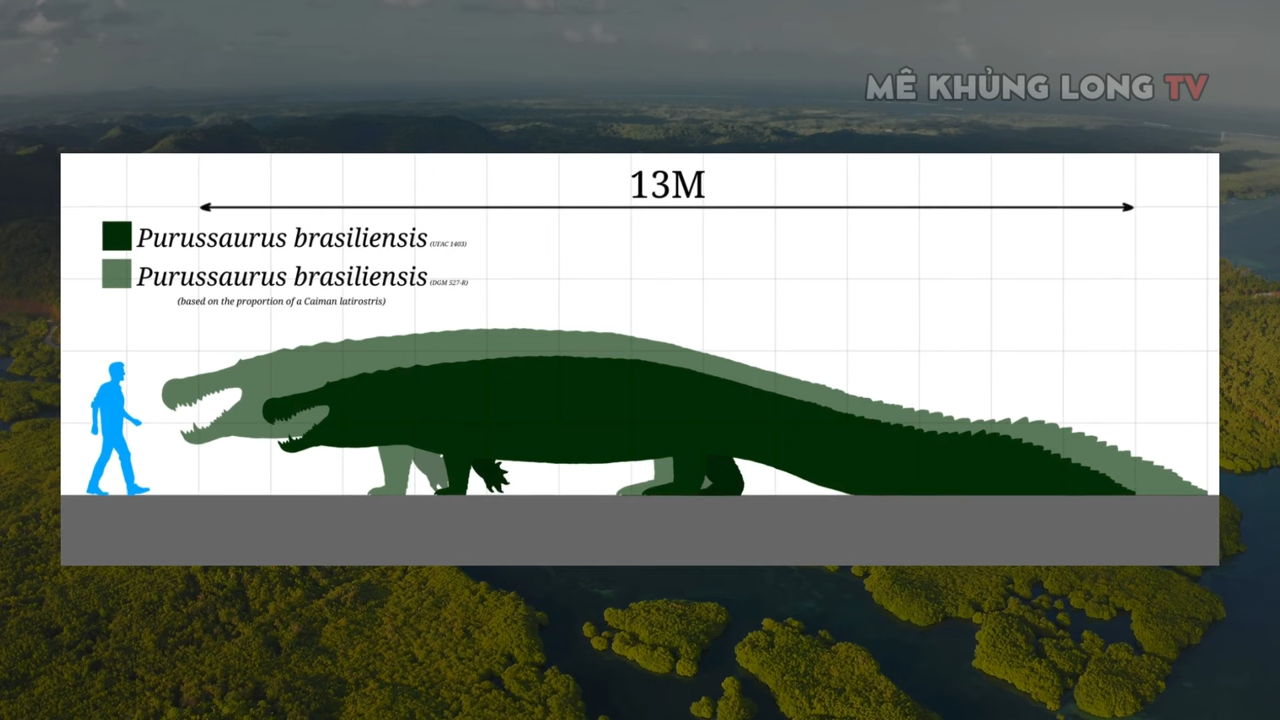 MÊ KHỦNG LONG TV
13M
Purussaurus brasiliensis (UFAC 1403)
Purussaurus brasiliensis (DGM 527-R)
(based on the proportion of a Caiman latirostris)